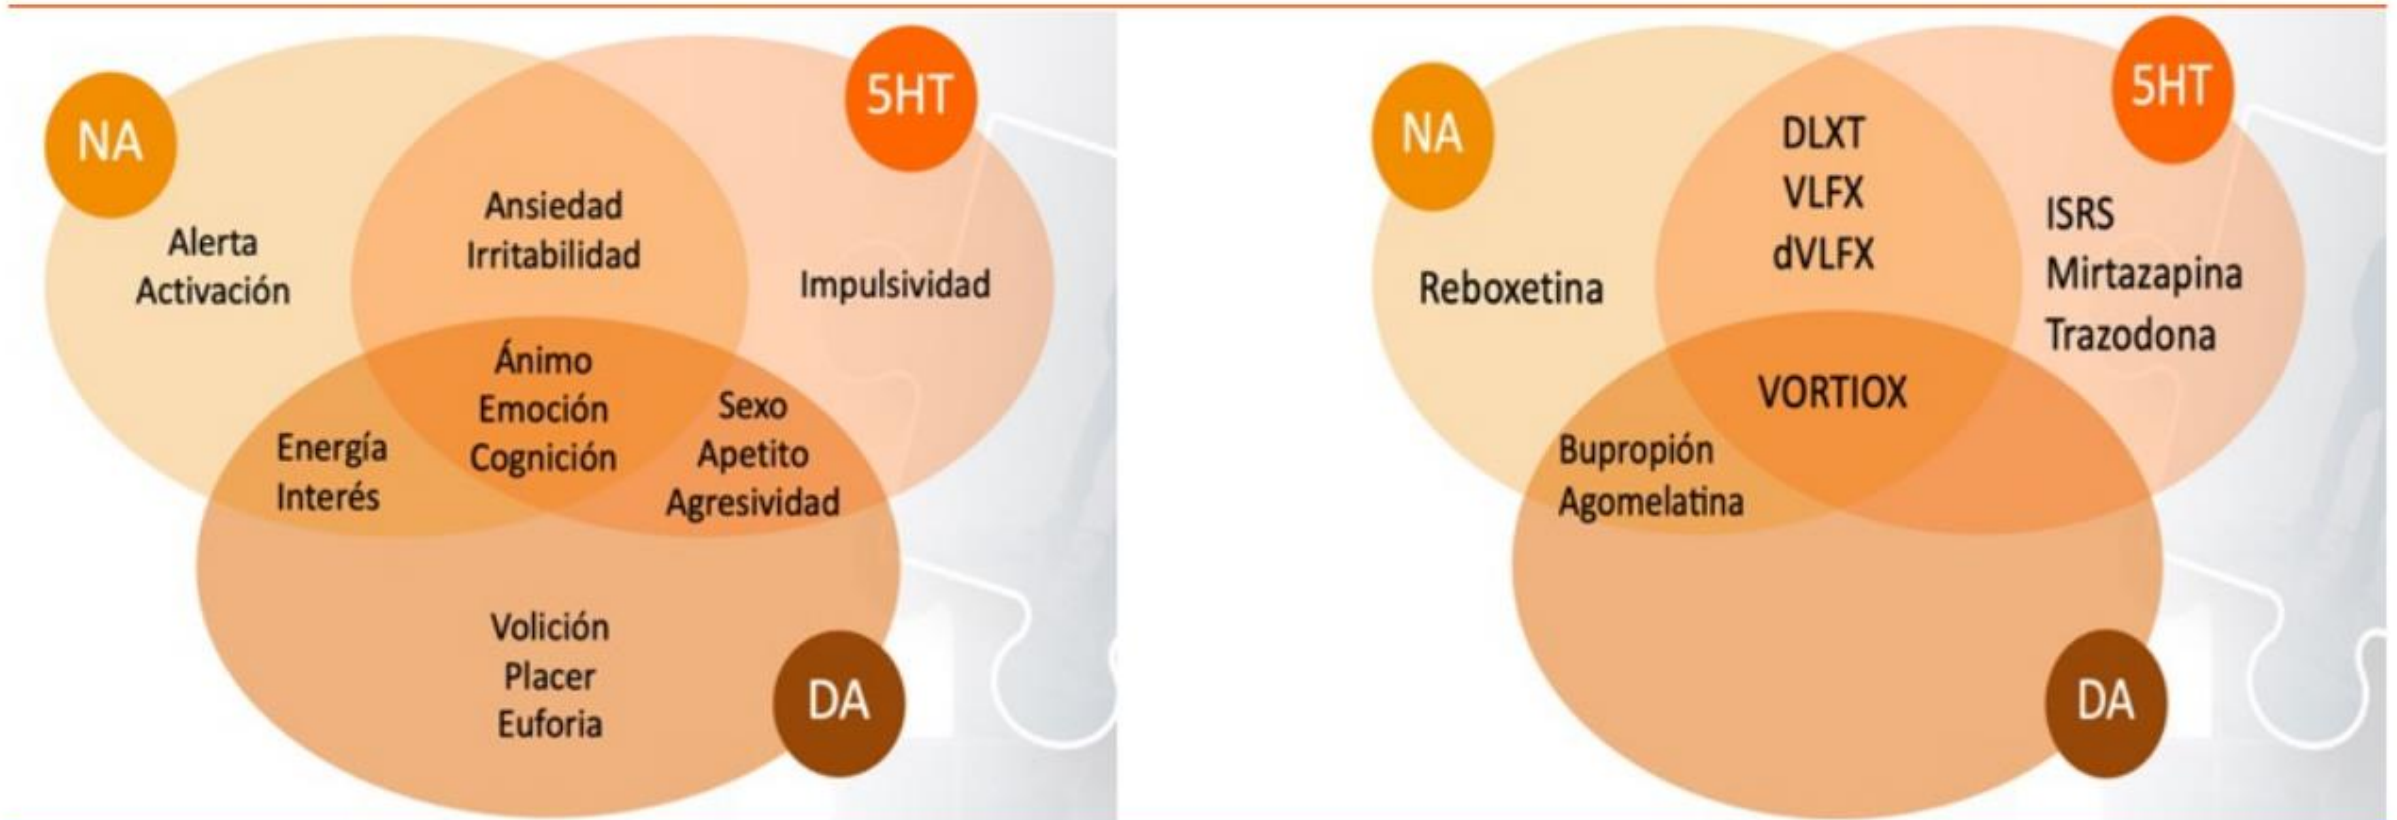 NA
5HT
Alerta
Activación
Ansiedad
Irritabilidad
Impulsividad
Ánimo
Emoción
Cognición
Energía
Interés
Sexo
Apetito
Agresividad
Volición
Placer
Euforia
DA
NA
5HT
Reboxetina
DLXT
VLFX
dVLFX
ISRS
Mirtazapina
Trazodona
VORTIOX
Bupropión
Agomelatina
DA